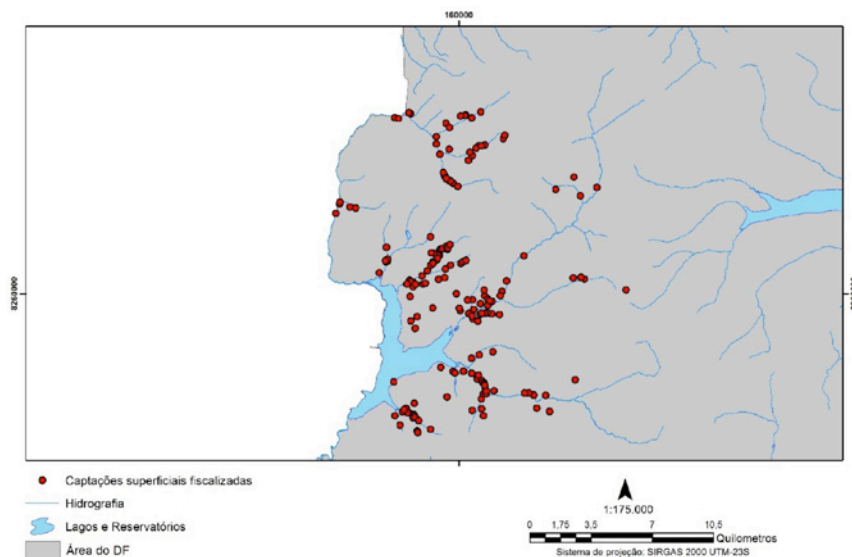 160000
8260000
Captações superficiais fiscalizadas
Hidrografia
Lagos e Reservatórios
Área do DF
1:175.000
0 1,75 3,5 7 10,5
Quilometros
Sistema de projeção: SIRGAS 2000 UTM-23S